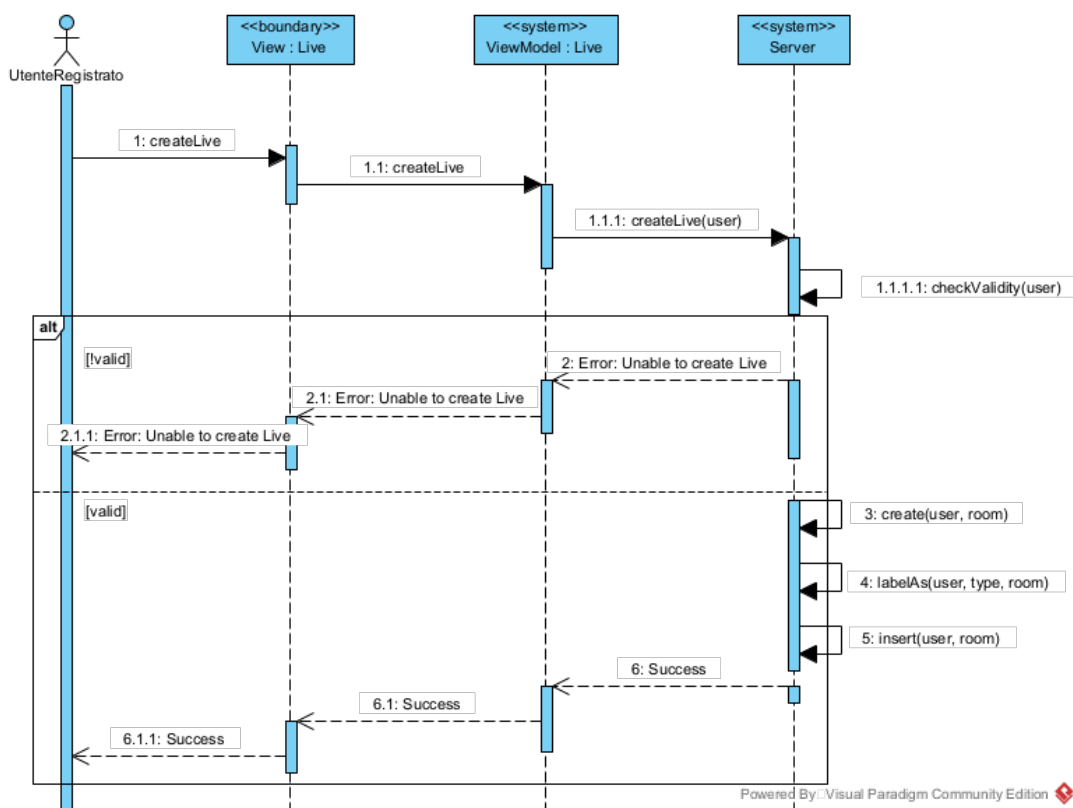 <<boundary>>
View : Live
<<system>>
ViewModel : Live
<<system>>
Server
UtenteRegistrato
1: createLive
1.1: createLive
1.1.1: createLive(user)
1.1.1.1: checkValidity(user)
alt
[!valid]
2: Error: Unable to create Live
2.1: Error: Unable to create Live
2.1.1: Error: Unable to create Live
[valid]
3: create(user, room)
4: labelAs(user, type, room)
5: insert(user, room)
6: Success
6.1: Success
6.1.1: Success
Powered By Visual Paradigm Community Edition